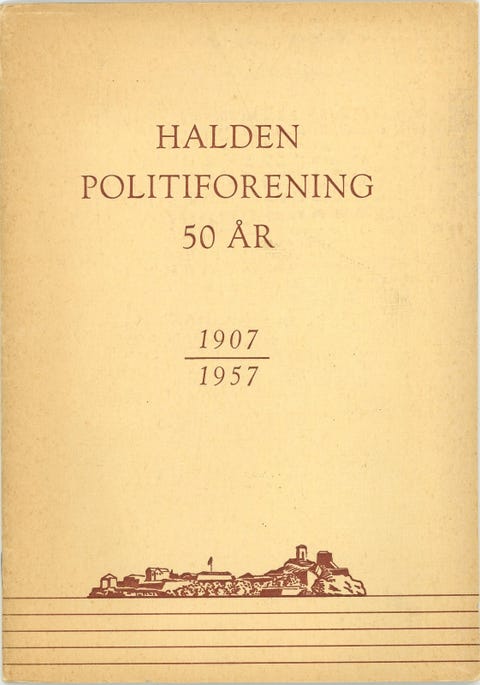 HALDEN
POLITIFORENING
50 ÅR
1907
1957